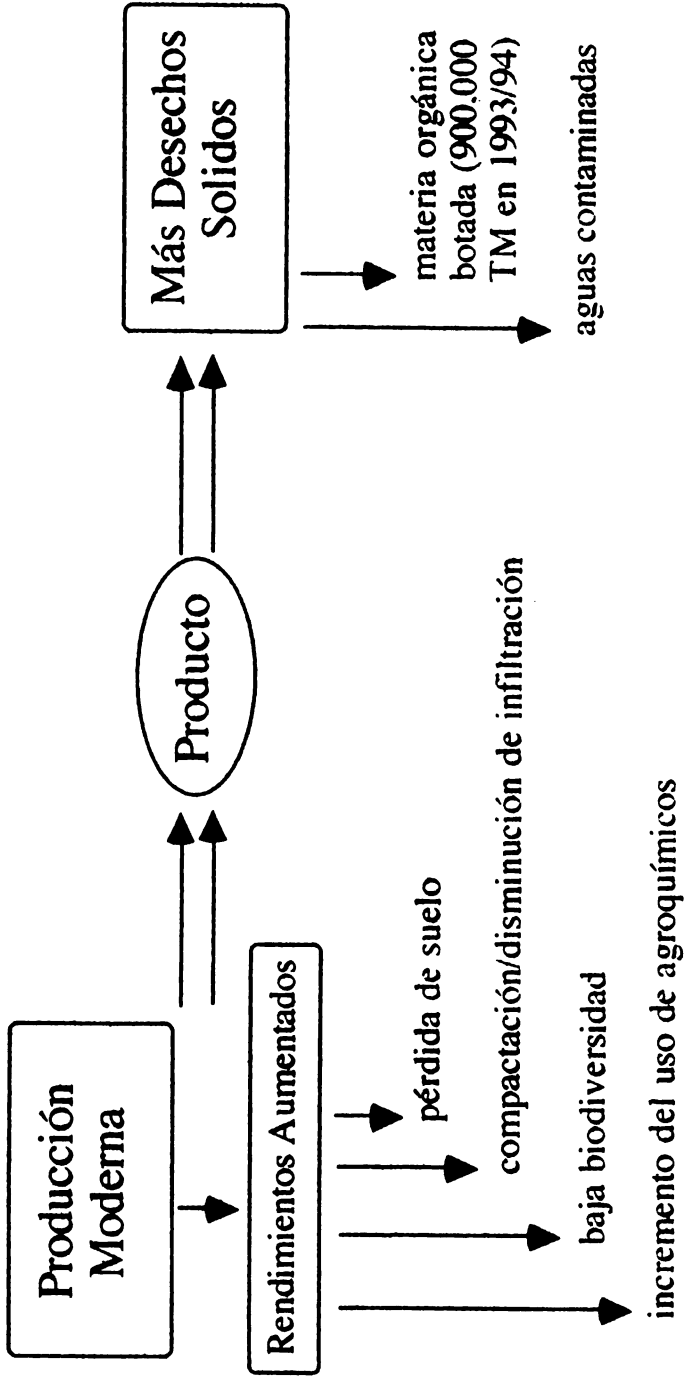 Producción
Moderna
Rendimientos Aumentados
pérdida de suelo
compactación/disminución de infiltración
baja biodiversidad
incremento del uso de agroquímicos
Producto
Más Desechos
Solidos
materia orgánica
botada (900.000
TM en 1993/94)
aguas contaminadas